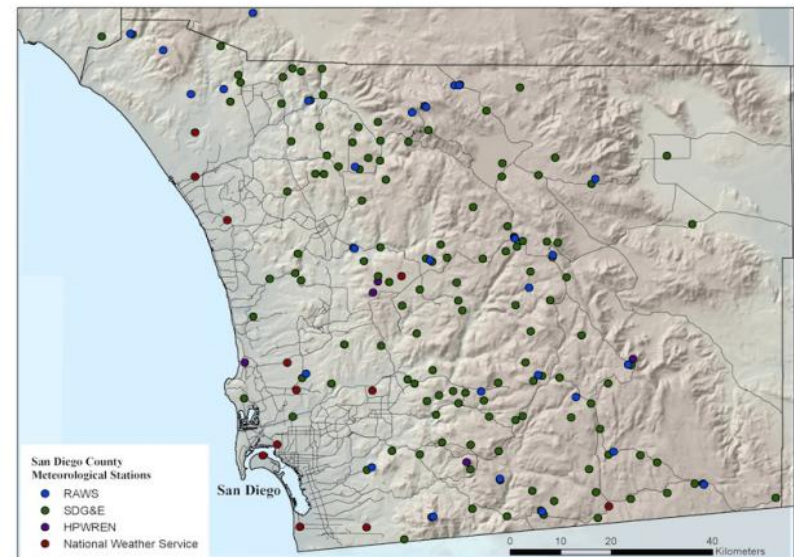 San Diego
San Diego County
Meteorological Stations
RAWS
SDG&E
HPWREN
National Weather Service
0 10 20 40
Kilometers